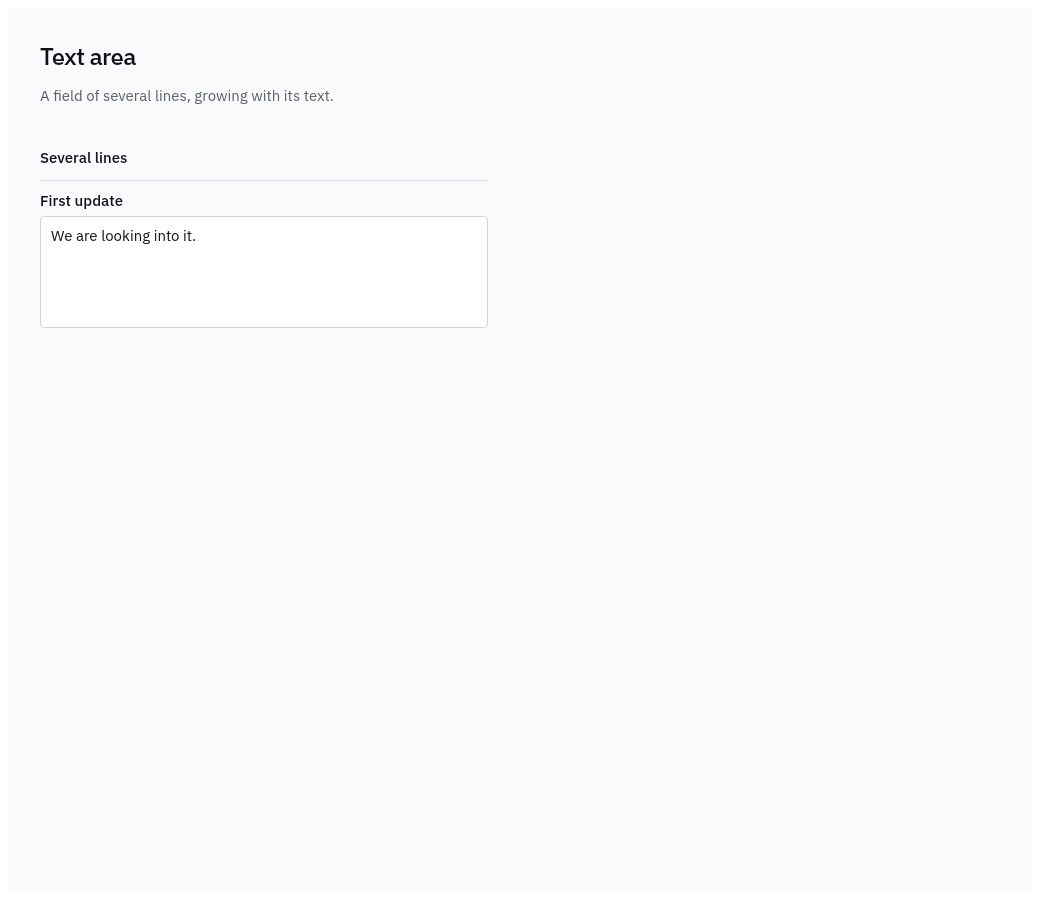 Text area
A field of several lines, growing with its text.
Several lines
First update
We are looking into it.